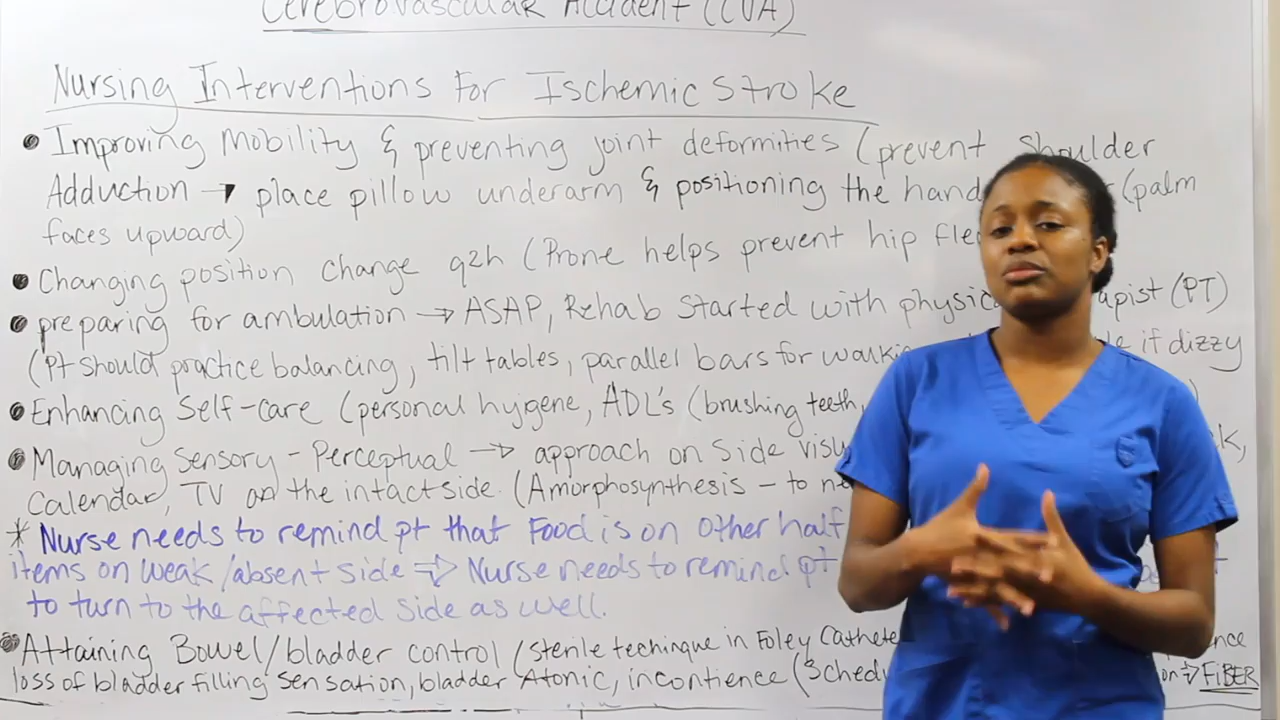 Cerebrovascular Accident (CVA)
Nursing Interventions For Ischemic Stroke
• Improving Mobility & preventing joint deformities (prevent Shoulder
Adduction → place pillow underarm & positioning the hand (palm
faces upward)
• Changing position change q2h (Prone helps prevent hip
• preparing for ambulation → ASAP, Rehab Started with (PT)
(Pt should practice balancing, tilt tables, parallel bars for if dizzy
• Enhancing Self-care (personal hygene, ADL's (brushing teeth,
• Managing Sensory - Perceptual → approach on Side
Calendar, TV on the intact side. (Amorphosynthesis - to
* Nurse needs to remind pt that Food is on other half
items on weak/absent side ⇒ Nurse needs to remind pt
to turn to the affected side as well.
• Attaining Bowel/bladder control (sterile techinque in Foley
loss of bladder filling sensation, bladder Atonic, incontience ( ⇒ FIBER